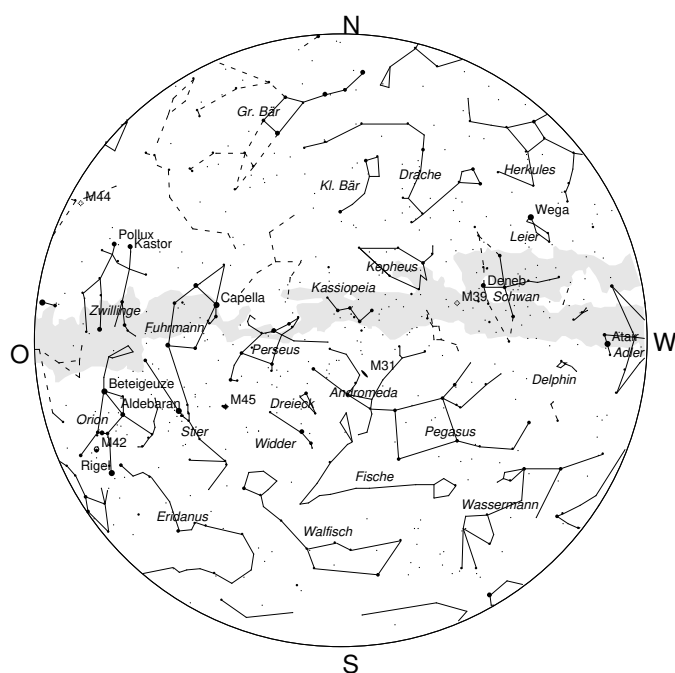 N
Gr. Bär
Kl. Bär
Drache
Herkules
M44
Wega
Leier
Pollux
Kastor
Kepheus
Deneb
Schwan
M39
Kassiopeia
Capella
Zwillinge
Fuhrmann
Perseus
O
W
Atair
Adler
M31
Andromeda
Delphin
Beteigeuze
Aldebaran
M45
Dreieck
Orion
Stier
Widder
Pegasus
M42
Rigel
Fische
Wassermann
Eridanus
Walfisch
S